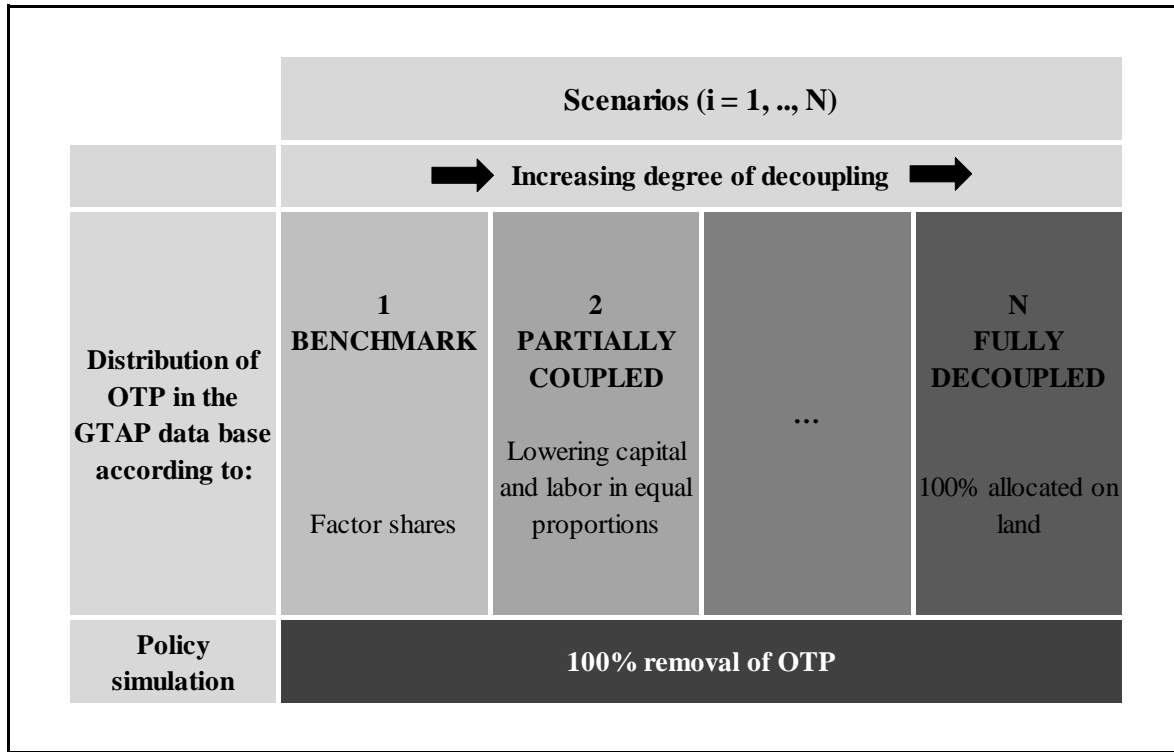 Scenarios (i = 1, .., N)
Increasing degree of decoupling
Distribution of
OTP in the
GTAP data base
according to:
1
BENCHMARK
Factor shares
2
PARTIALLY
COUPLED
Lowering capital
and labor in equal
proportions
...
N
FULLY
DECOUPLED
100% allocated on
land
Policy
simulation
100% removal of OTP